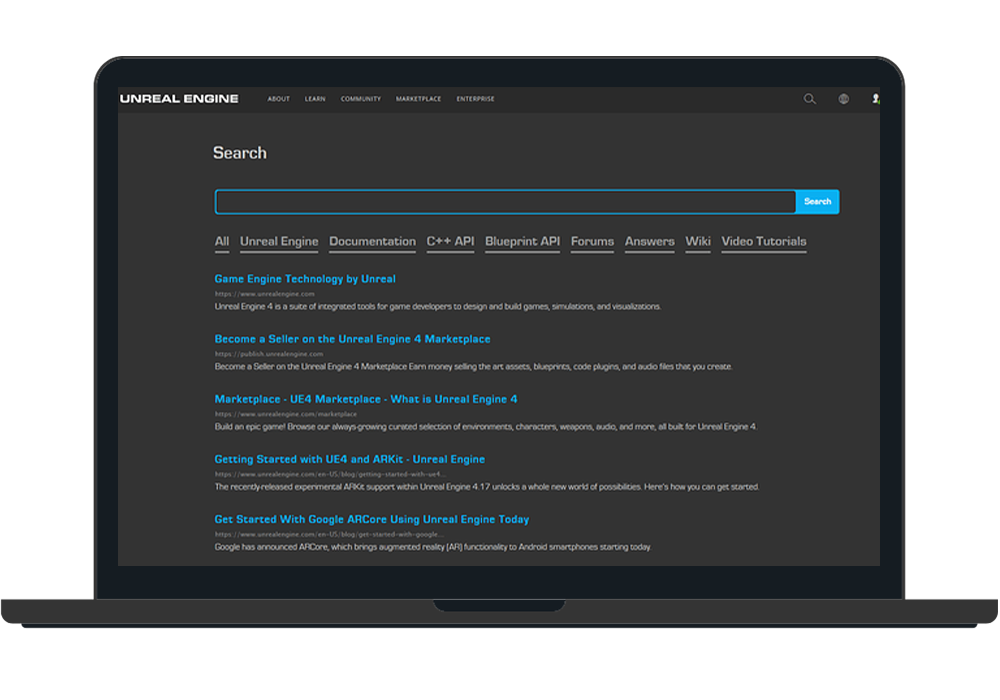 UNREAL ENGINE ABOUT LEARN COMMUNITY MARKETPLACE ENTERPRISE
Search
Search
All Unreal Engine Documentation C++ API Blueprint API Forums Answers Wiki Video Tutorials
Game Engine Technology by Unreal
https://www.unrealengine.com
Unreal Engine 4 is a suite of integrated tools for game developers to design and build games, simulations, and visualizations.
Become a Seller on the Unreal Engine 4 Marketplace
https://publish.unrealengine.com
Become a Seller on the Unreal Engine 4 Marketplace Earn money selling the art assets, blueprints, code plugins, and audio files that you create.
Marketplace - UE4 Marketplace - What is Unreal Engine 4
https://www.unrealengine.com/marketplace
Build an epic game! Browse our always-growing curated selection of environments, characters, weapons, audio, and more, all built for Unreal Engine 4.
Getting Started with UE4 and ARKit - Unreal Engine
https://www.unrealengine.com/en-US/blog/getting-started-with-ue4...
The recently-released experimental ARKit support within Unreal Engine 4.17 unlocks a whole new world of possibilities. Here's how you can get started.
Get Started With Google ARCore Using Unreal Engine Today
https://www.unrealengine.com/en-US/blog/get-started-with-google...
Google has announced ARCore, which brings augmented reality [AR] functionality to Android smartphones starting today.